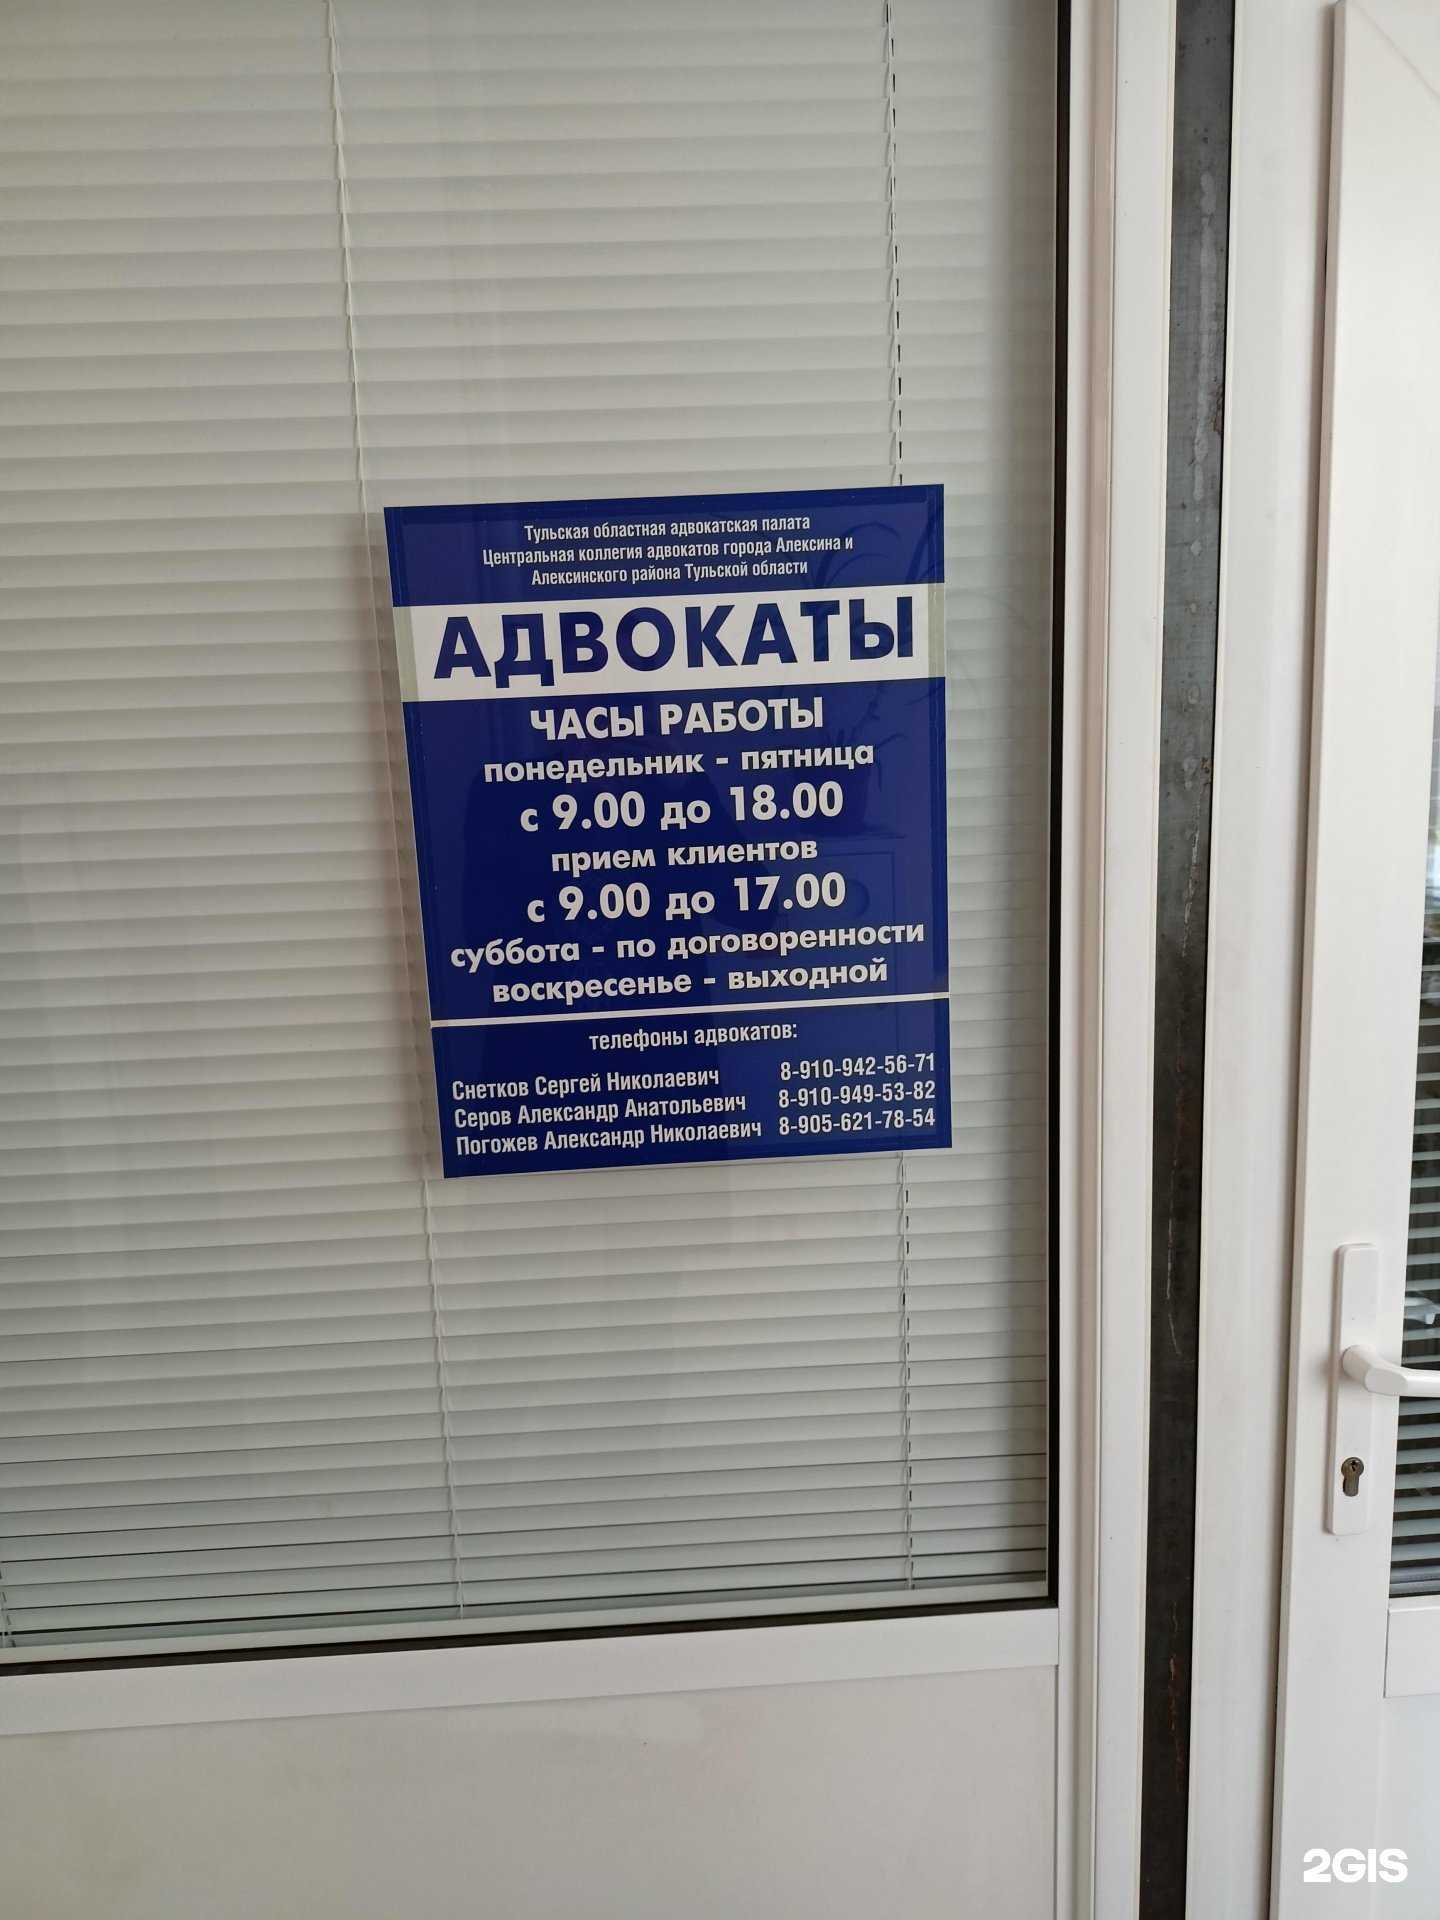 Тульская областная адвокатская палата
Центральная коллегия адвокатов города Алексина и
Алексинского района Тульской области
АДВОКАТЫ
ЧАСЫ РАБОТЫ
понедельник - пятница
с 9.00 до 18.00
прием клиентов
с 9.00 до 17.00
суббота - по договоренности
воскресенье - выходной
телефоны адвокатов:
Снетков Сергей Николаевич 8-910-942-56-71
Серов Александр Анатольевич 8-910-949-53-82
Погожев Александр Николаевич 8-905-621-78-54
2GIS